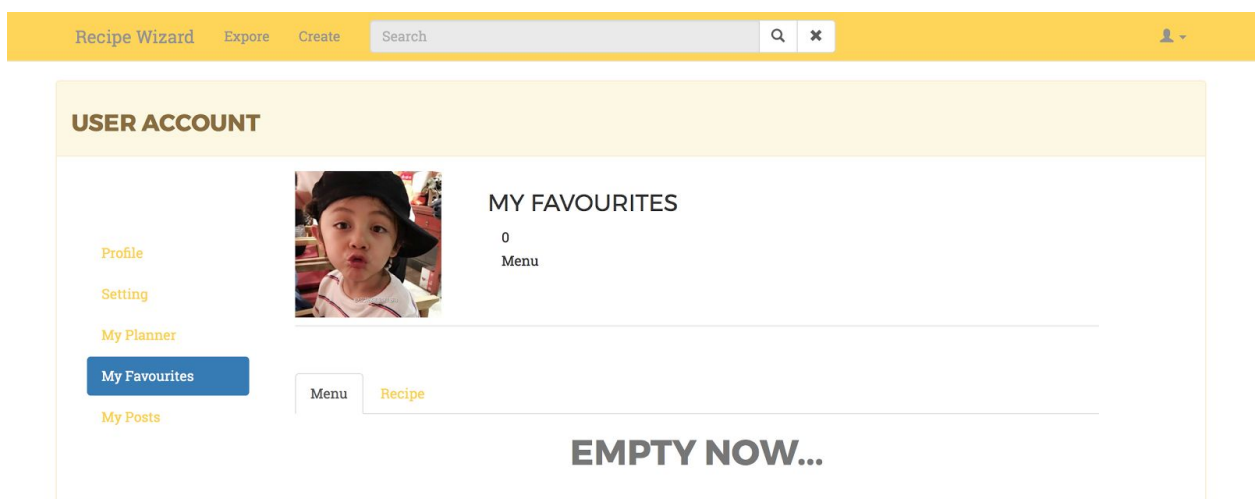 Recipe Wizard Expore Create Search
USER ACCOUNT
MY FAVOURITES
0
Menu
Profile
Setting
My Planner
My Favourites
My Posts
Menu Recipe
EMPTY NOW...